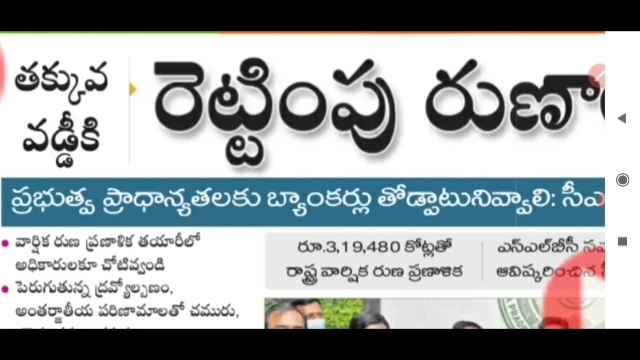 తక్కువ
వడ్డీకి
రెట్టింపు
ప్రభుత్వ ప్రాధాన్యతలకు బ్యాంకర్లు తోడ్పాటునివ్వాలి:
• వార్షిక రుణ ప్రణాళిక తయారీలో
అధికారులకూ చోటివ్వండి
• పెరుగుతున్న ద్రవ్యోల్బణం,
అంతర్జాతీయ పరిణామాలతో చమురు,
రూ.3,19,480 కోట్లతో
రాష్ట్ర వార్షిక రుణ ప్రణాళిక
ఎస్ఎల్‌బీసీ
ఆవిష్కరించిన